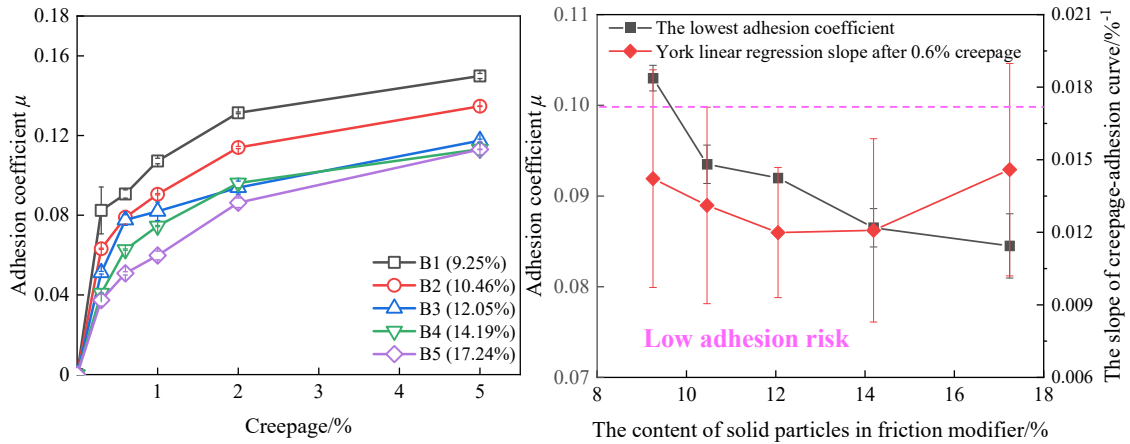 0.18
0.12
0.08
0.04
0
1
2
3
4
5
Adhesion coefficient μ
Creepage/%
B1 (9.25%)
B2 (10.46%)
B3 (12.05%)
B4 (14.19%)
B5 (17.24%)
0.11
0.10
0.09
0.08
0.07
Adhesion coefficient μ
The lowest adhesion coefficient
York linear regression slope after 0.6% creepage
Low adhesion risk
8
10
12
14
16
18
The content of solid particles in friction modifier/%
0.021
0.018
0.015
0.012
0.009
0.006
The slope of creepage-adhesion curve/%⁻¹